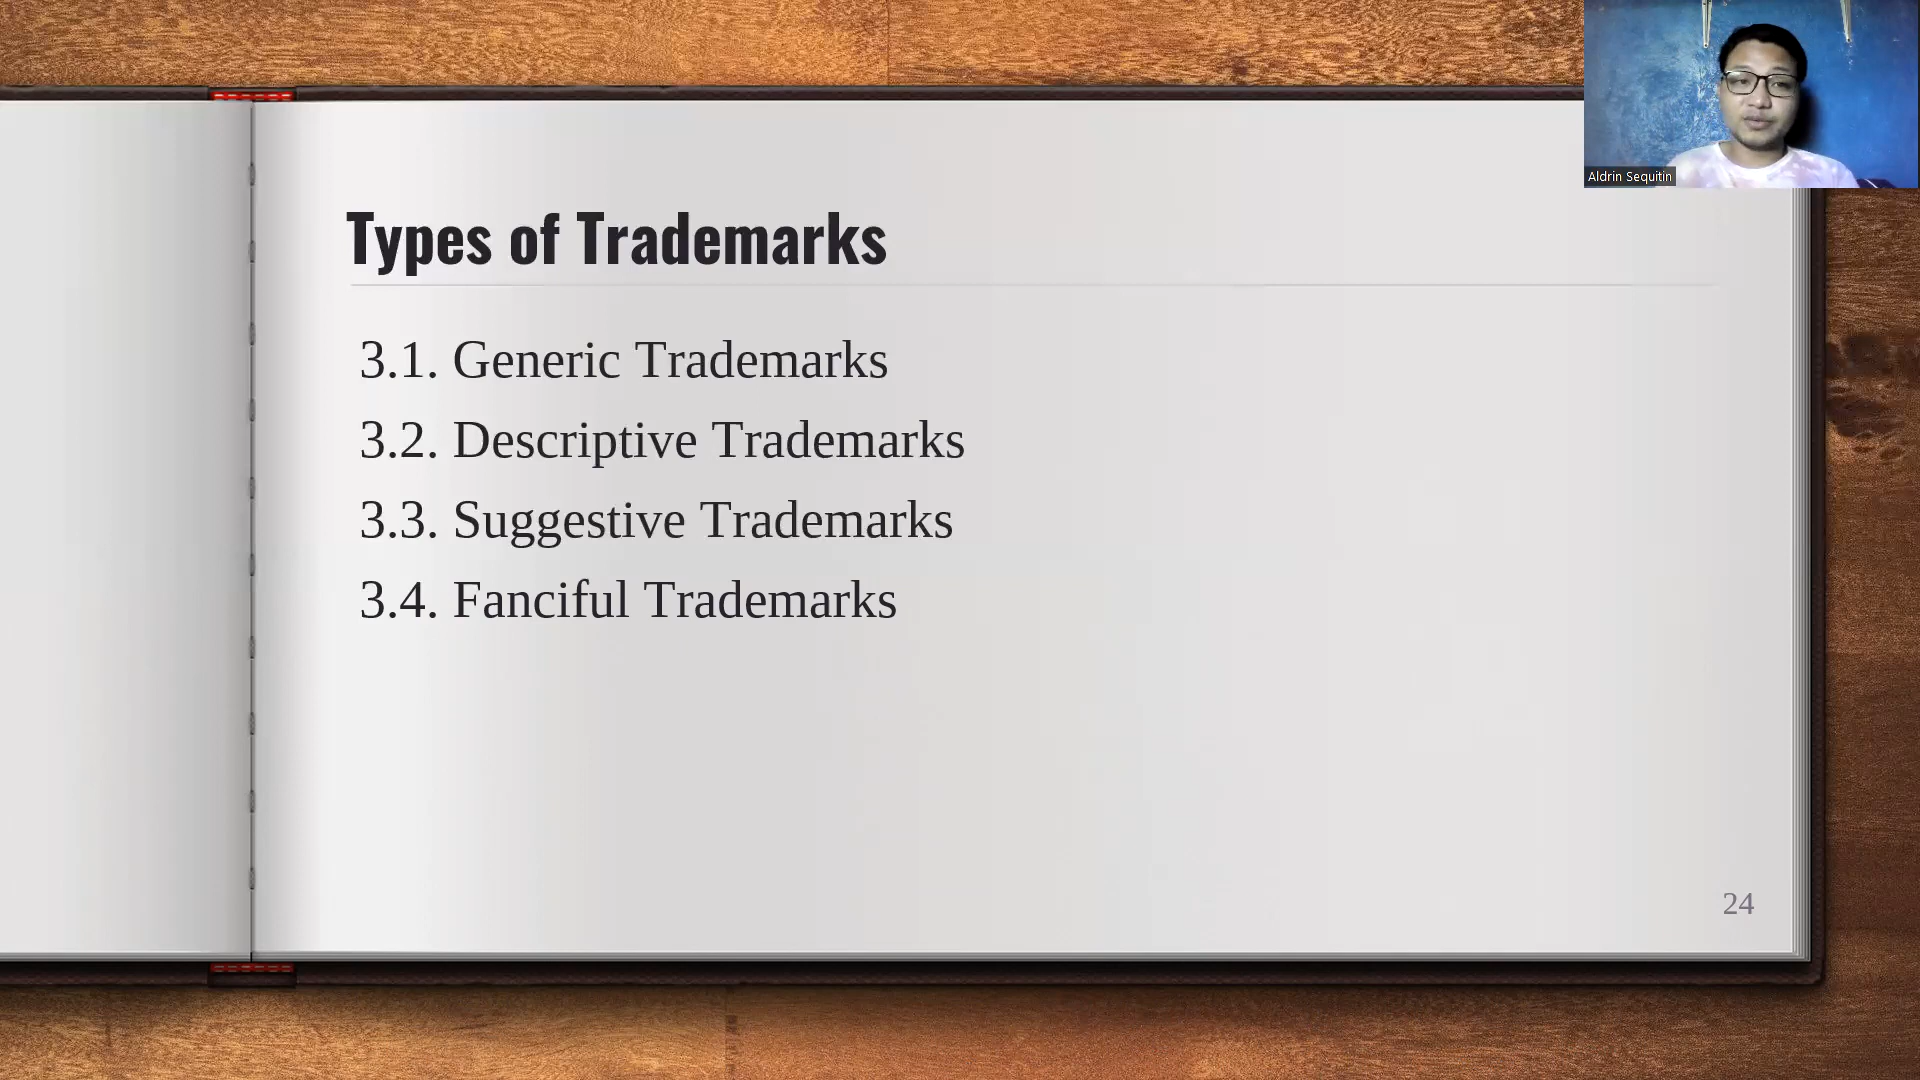 Aldrin Sequitin
Types of Trademarks
3.1. Generic Trademarks
3.2. Descriptive Trademarks
3.3. Suggestive Trademarks
3.4. Fanciful Trademarks
24